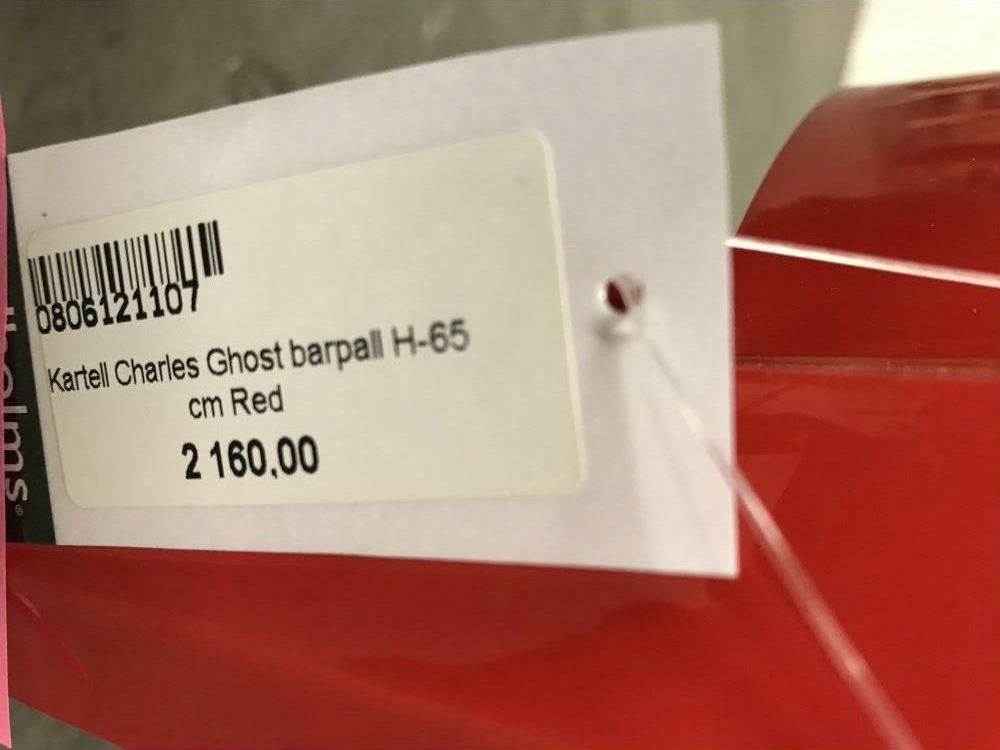 0806121107
Kartell Charles Ghost barpall H-65
cm Red
2 160,00